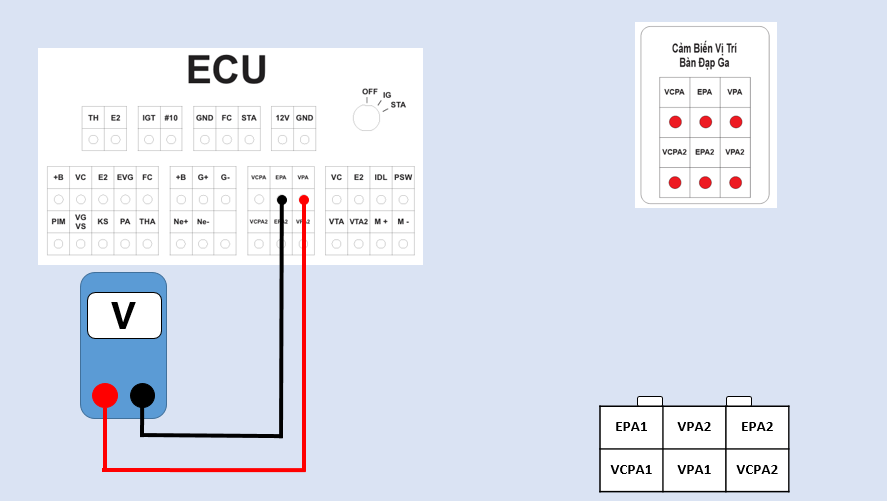 ECU
OFF
IG
STA
TH E2 IGT #10 GND FC STA 12V GND
+B VC E2 EVG FC +B G+ G- VCPA EPA VPA VC E2 IDL PSW
PIM VG VS KS PA THA Ne+ Ne- VCPA2 EPA2 VPA2 VTA VTA2 M + M -
V
Cảm Biến Vị Trí
Bàn Đạp Ga
VCPA EPA VPA
VCPA2 EPA2 VPA2
EPA1 VPA2 EPA2
VCPA1 VPA1 VCPA2